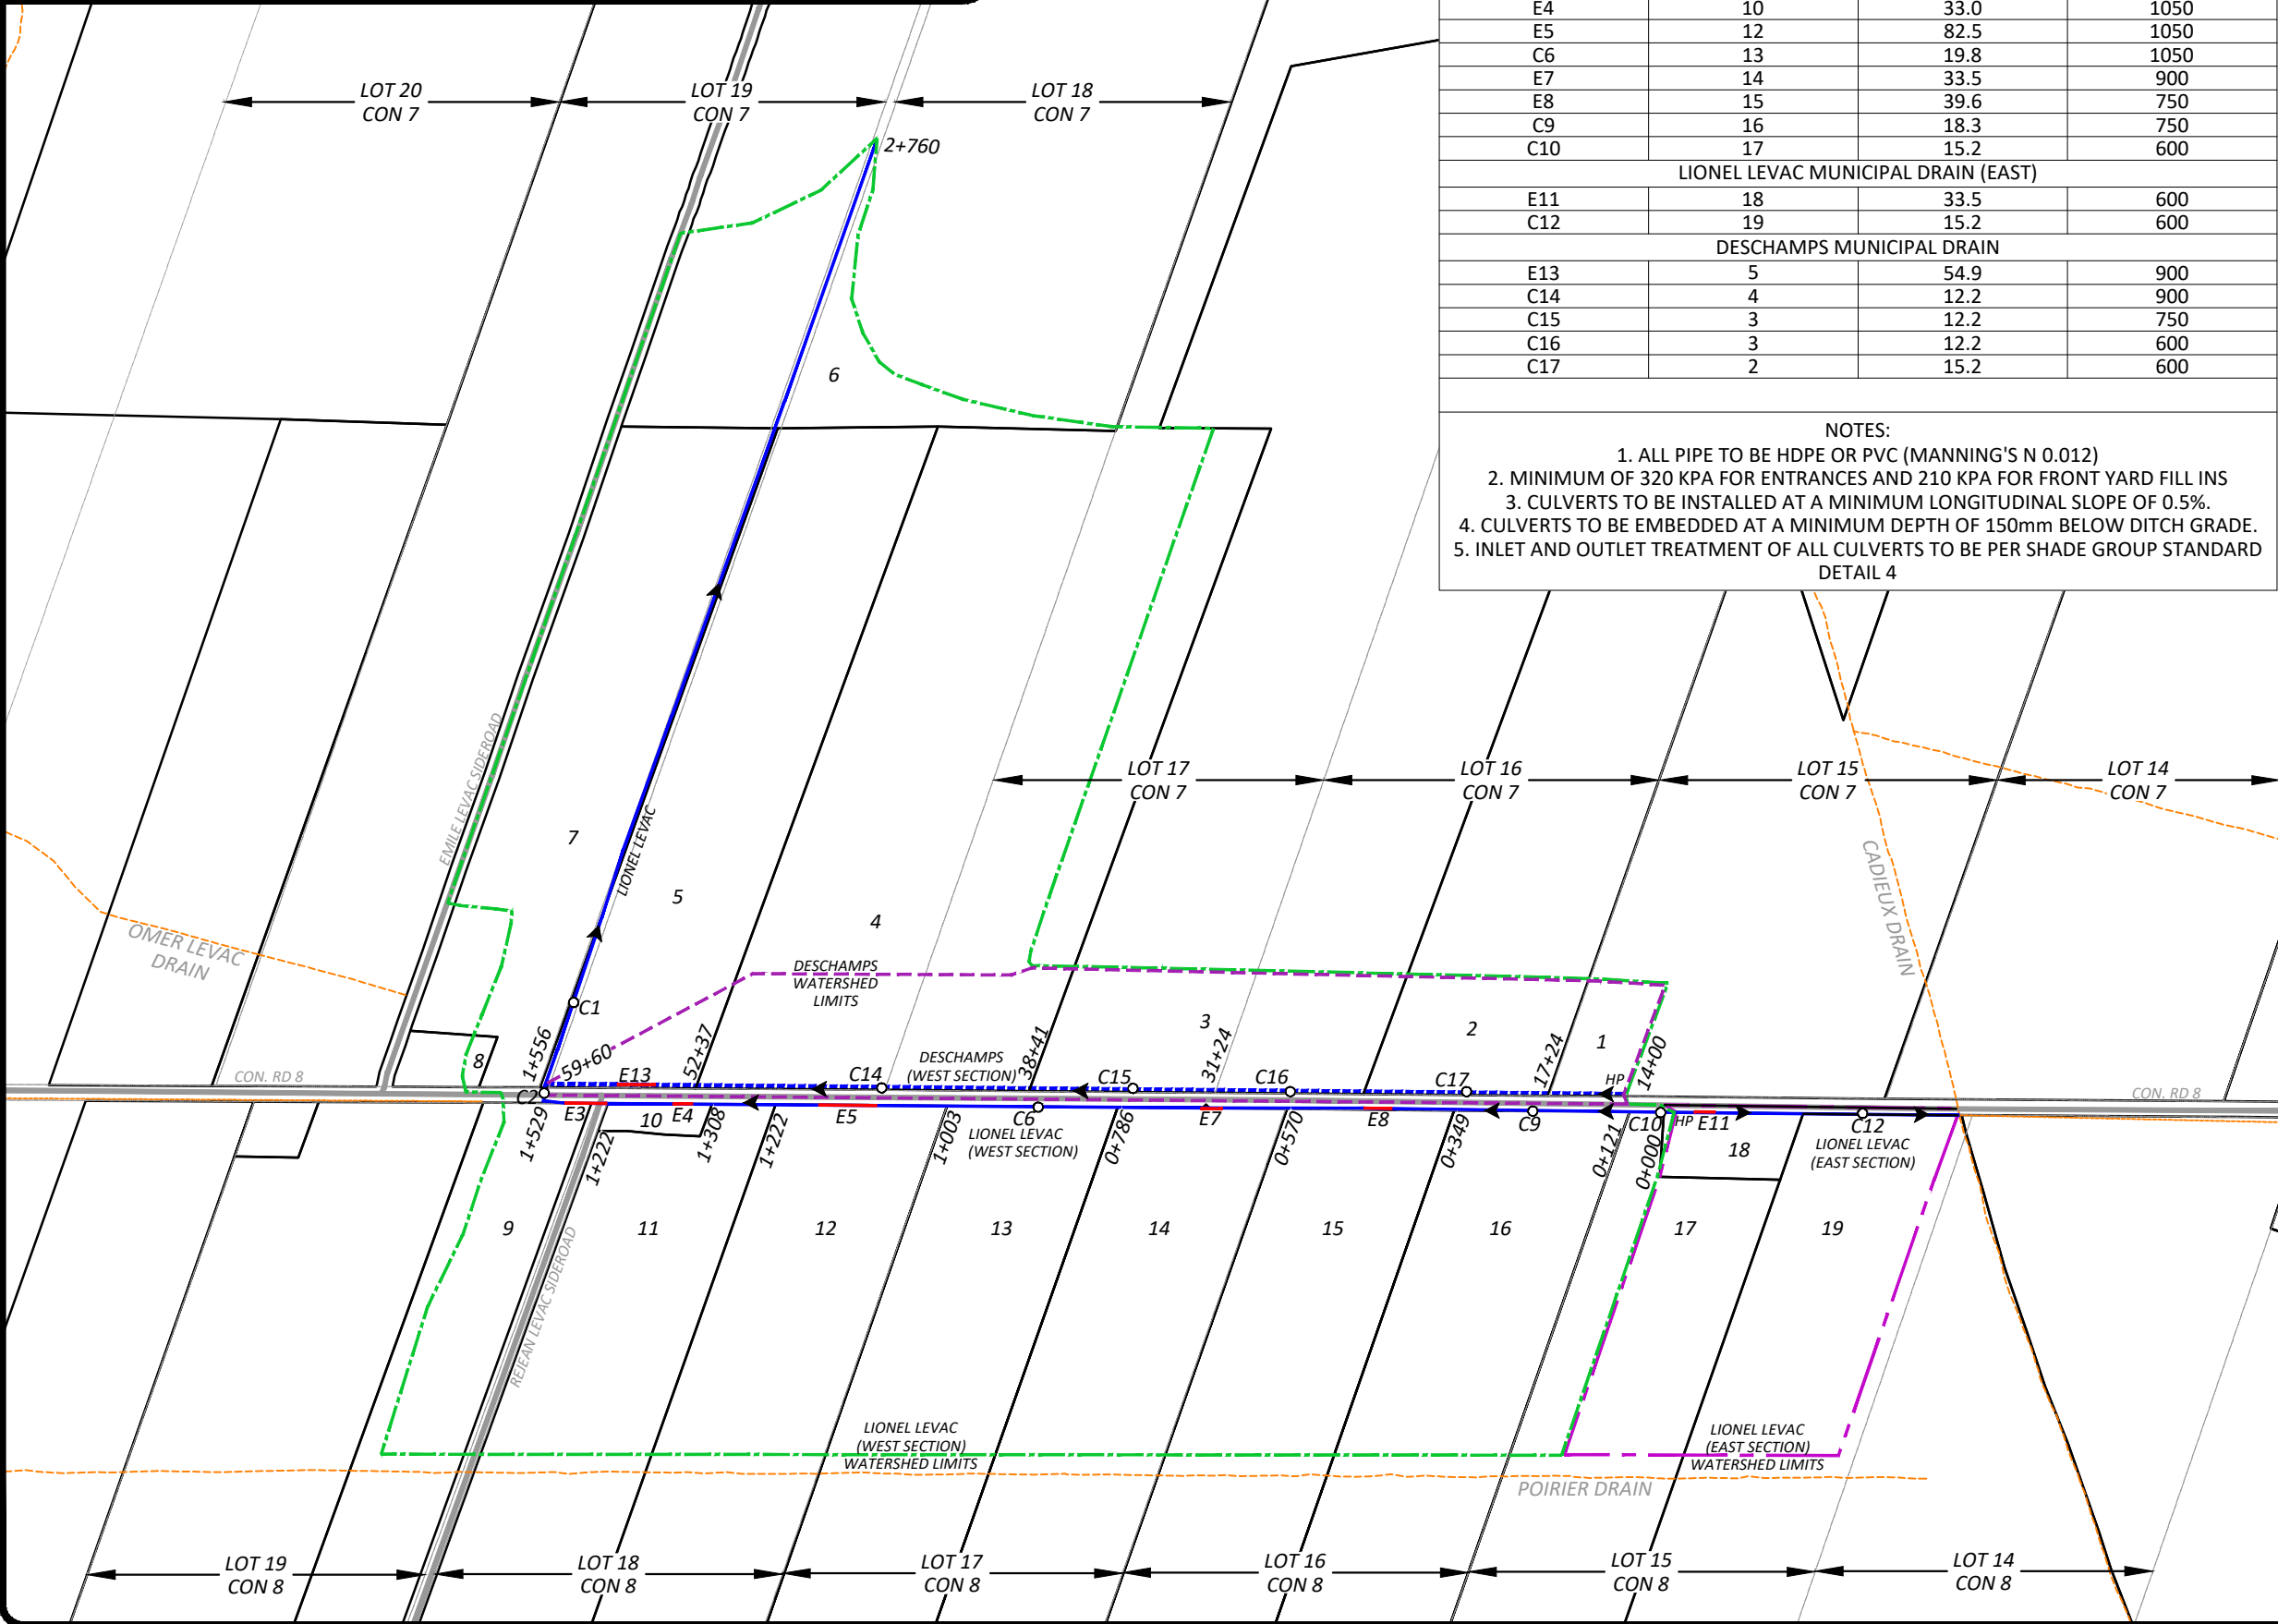 E4 10 33.0 1050
E5 12 82.5 1050
C6 13 19.8 1050
E7 14 33.5 900
E8 15 39.6 750
C9 16 18.3 750
C10 17 15.2 600
LIONEL LEVAC MUNICIPAL DRAIN (EAST)
E11 18 33.5 600
C12 19 15.2 600
DESCHAMPS MUNICIPAL DRAIN
E13 5 54.9 900
C14 4 12.2 900
C15 3 12.2 750
C16 3 12.2 600
C17 2 15.2 600
NOTES:
1. ALL PIPE TO BE HDPE OR PVC (MANNING'S N 0.012)
2. MINIMUM OF 320 KPA FOR ENTRANCES AND 210 KPA FOR FRONT YARD FILL INS
3. CULVERTS TO BE INSTALLED AT A MINIMUM LONGITUDINAL SLOPE OF 0.5%.
4. CULVERTS TO BE EMBEDDED AT A MINIMUM DEPTH OF 150mm BELOW DITCH GRADE.
5. INLET AND OUTLET TREATMENT OF ALL CULVERTS TO BE PER SHADE GROUP STANDARD
DETAIL 4
LOT 20
CON 7
LOT 19
CON 7
LOT 18
CON 7
2+760
6
LOT 17
CON 7
LOT 16
CON 7
LOT 15
CON 7
LOT 14
CON 7
EMILE LEVAC SIDEROAD
LIONEL LEVAC
CADIEUX DRAIN
7
5
4
OMER LEVAC
DRAIN
DESCHAMPS
WATERSHED
LIMITS
C1
3
2
1
8
1+556
59+60
52+37
38+41
31+24
17+24
14+00
HP
CON. RD 8
E13
C14
DESCHAMPS
(WEST SECTION)
C15
C16
C17
CON. RD 8
C2
E3
10
E4
E5
C6
E7
E8
C9
C10
HP
E11
C12
1+529
1+222
1+308
1+222
1+003
LIONEL LEVAC
(WEST SECTION)
0+786
0+570
0+349
0+121
0+000
18
LIONEL LEVAC
(EAST SECTION)
9
11
12
13
14
15
16
17
19
REJEAN LEVAC SIDEROAD
LIONEL LEVAC
(WEST SECTION)
WATERSHED LIMITS
LIONEL LEVAC
(EAST SECTION)
WATERSHED LIMITS
POIRIER DRAIN
LOT 19
CON 8
LOT 18
CON 8
LOT 17
CON 8
LOT 16
CON 8
LOT 15
CON 8
LOT 14
CON 8